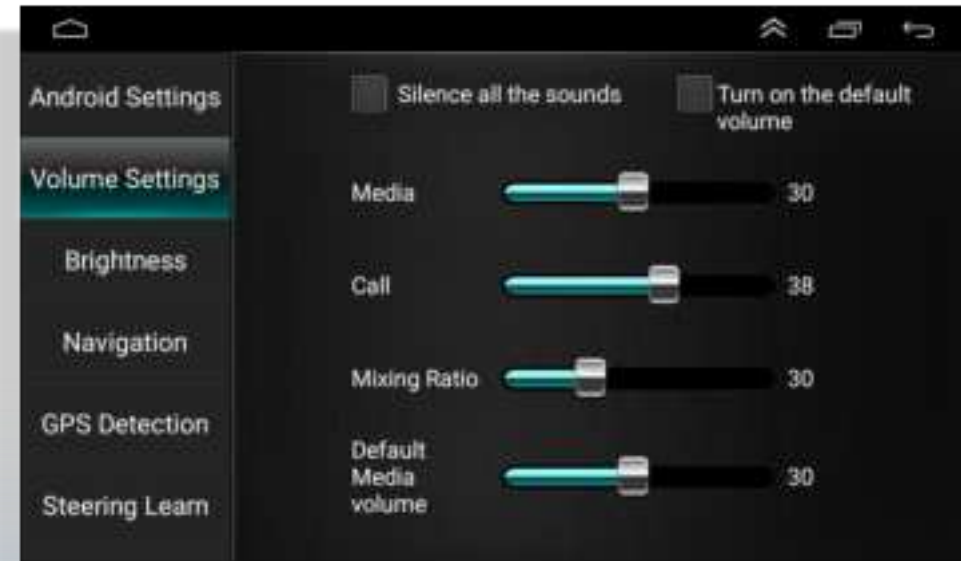 Android Settings
Volume Settings
Brightness
Navigation
GPS Detection
Steering Learn
Silence all the sounds
Turn on the default
volume
Media
30
Call
38
Mixing Ratio
30
Default
Media
volume
30